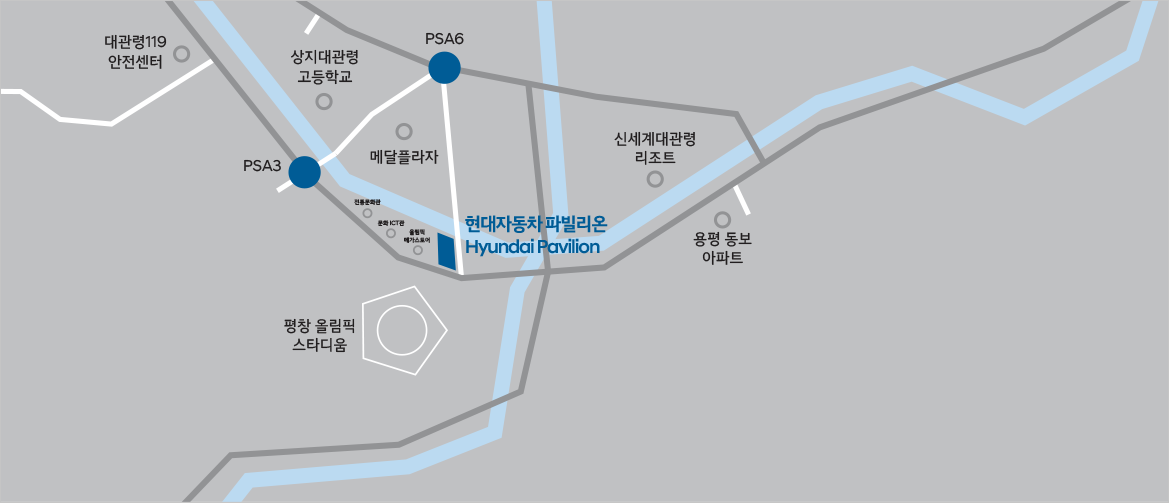 PSA6
대관령119
안전센터
상지대관령
고등학교
메달플라자
신세계대관령
리조트
PSA3
전통문화관
문화 ICT관
올림픽
메가스토어
현대자동차 파빌리온
Hyundai Pavilion
용평 동보
아파트
평창 올림픽
스타디움